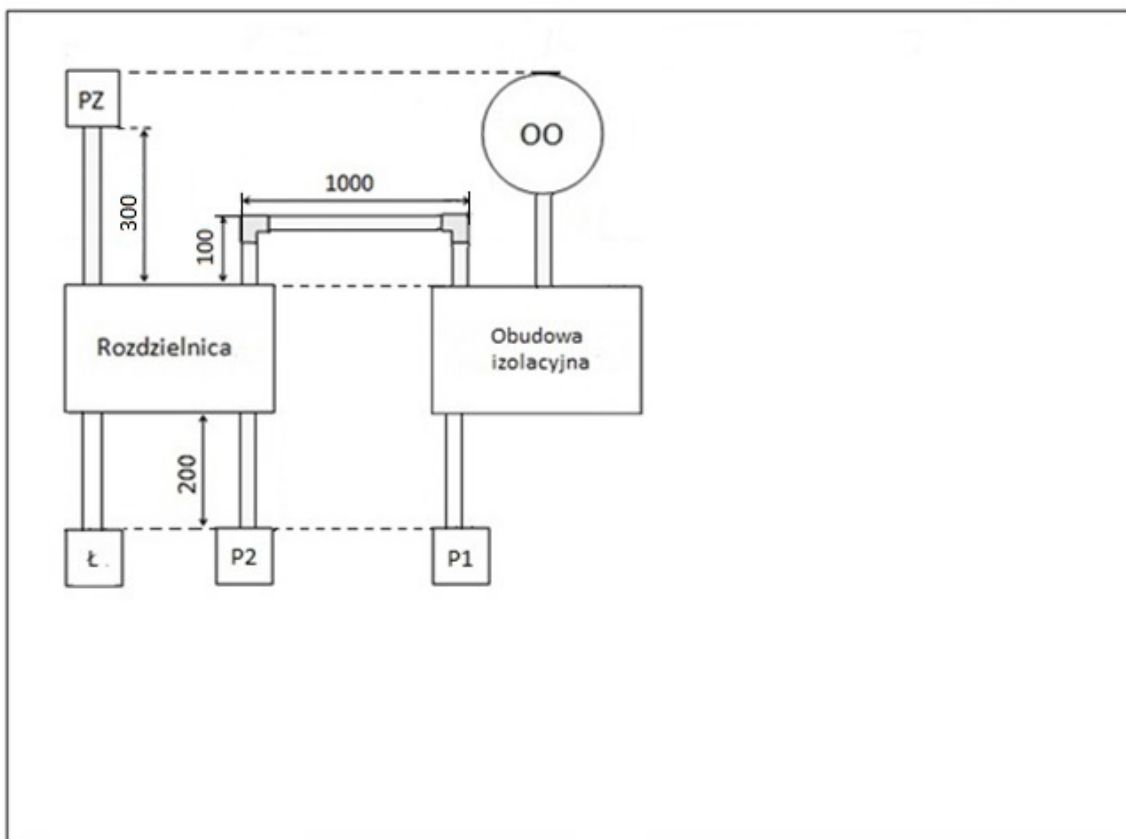 PZ
OO
1000
300
100
Rozdzielnica
Obudowa
izolacyjna
200
Ł .
P2
P1